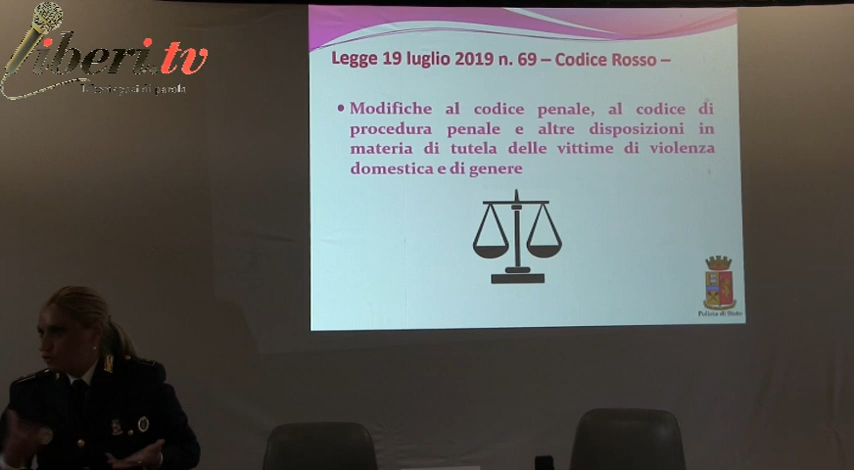 liberi.tv
Legge 19 luglio 2019 n. 69 – Codice Rosso –
• Modifiche al codice penale, al codice di
procedura penale e altre disposizioni in
materia di tutela delle vittime di violenza
domestica e di genere
Polizia di Stato